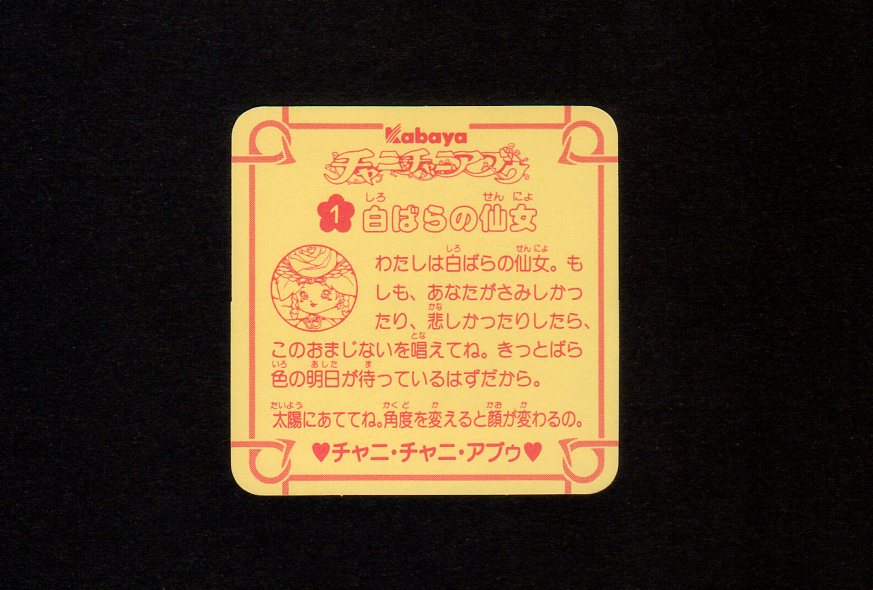 Kabaya
チャニチャニアブゥ
1 白ばらの仙女
わたしは白ばらの仙女。も
しも、あなたがさみしかっ
たり、悲しかったりしたら、
このおまじないを唱えてね。きっとばら
色の明日が待っているはずだから。
太陽にあててね。角度を変えると顔が変わるの。
♥チャニ・チャニ・アブゥ♥